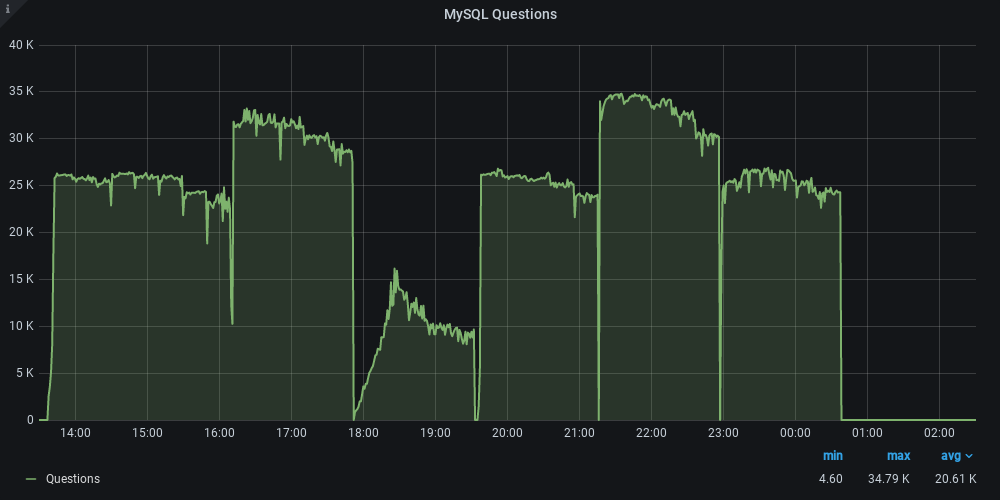 i
MySQL Questions
40 K
35 K
30 K
25 K
20 K
15 K
10 K
5 K
0
14:00 15:00 16:00 17:00 18:00 19:00 20:00 21:00 22:00 23:00 00:00 01:00 02:00
min max avg
Questions 4.60 34.79 K 20.61 K